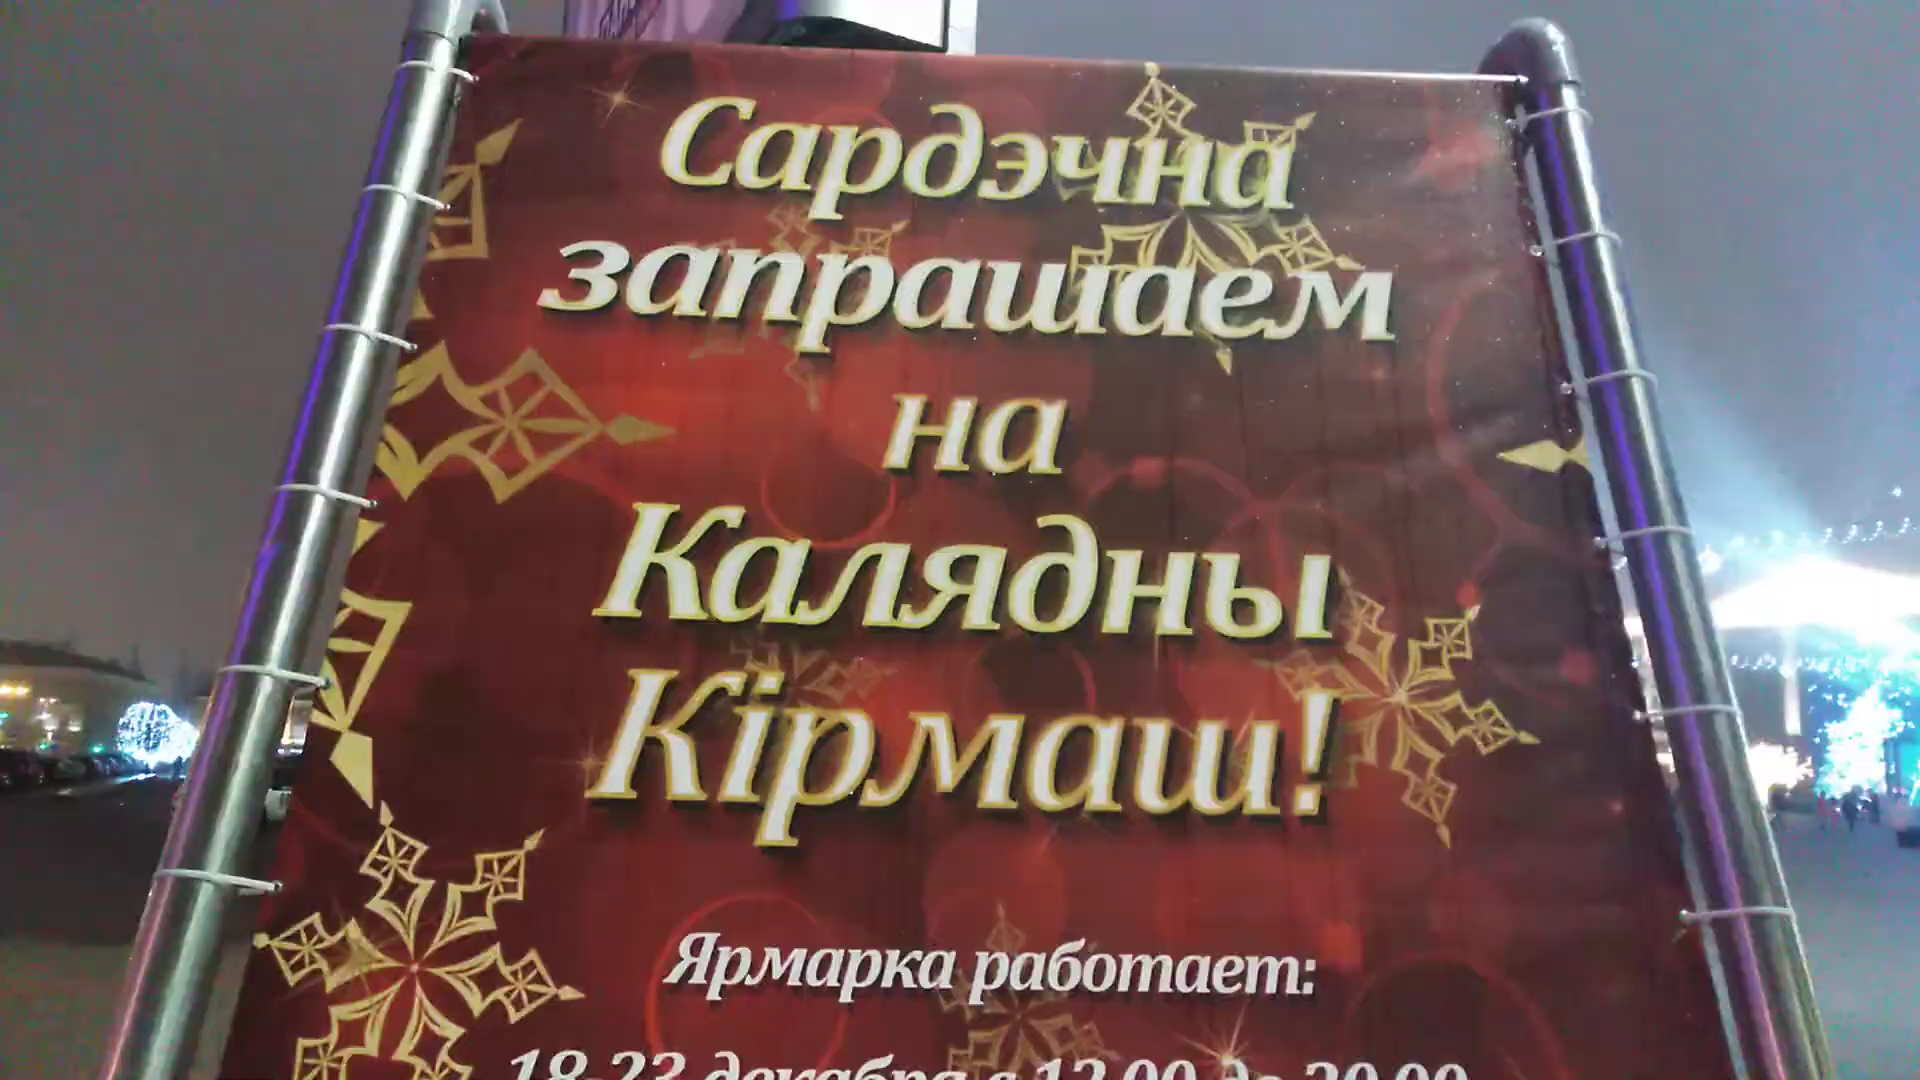 Сардэчна
запрашаем
на
Калядны
Кірмаш!
Ярмарка работает:
18-23 декабря с 12.00 до 20.00